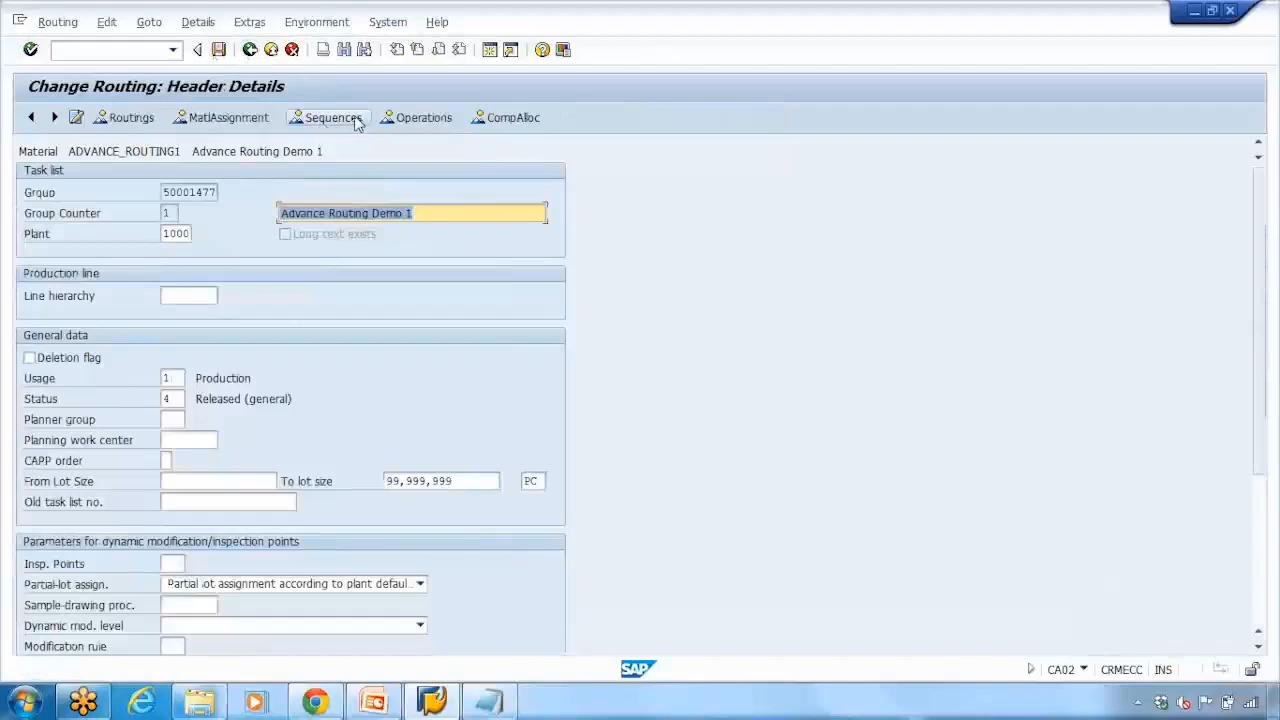 Routing Edit Goto Details Extras Environment System Help
Change Routing: Header Details
Routings MatlAssignment Sequences Operations CompAlloc
Material ADVANCE_ROUTING1 Advance Routing Demo 1
Task list
Group 50001477
Group Counter 1 Advance Routing Demo 1
Plant 1000 Long text exists
Production line
Line hierarchy
General data
Deletion flag
Usage 1 Production
Status 4 Released (general)
Planner group
Planning work center
CAPP order
From Lot Size To lot size 99,999,999 PC
Old task list no.
Parameters for dynamic modification/inspection points
Insp. Points
Partial-lot assign. Partial lot assignment according to plant defaul..
Sample-drawing proc.
Dynamic mod. level
Modification rule
SAP CA02 CRMECC INS